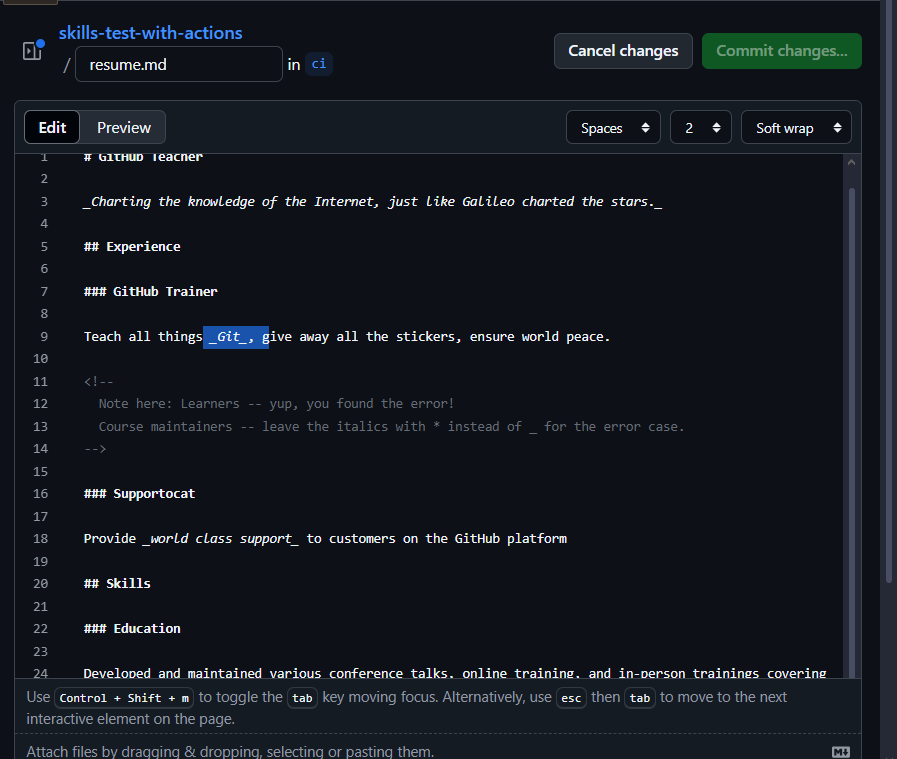 skills-test-with-actions
/ resume.md in ci
Cancel changes
Commit changes...
Edit Preview Spaces 2 Soft wrap
1 # GitHub Teacher
2
3 _Charting the knowledge of the Internet, just like Galileo charted the stars._
4
5 ## Experience
6
7 ### GitHub Trainer
8
9 Teach all things _Git_, give away all the stickers, ensure world peace.
10
11 <!--
12 Note here: Learners -- yup, you found the error!
13 Course maintainers -- leave the italics with * instead of _ for the error case.
14 -->
15
16 ### Supportocat
17
18 Provide _world class support_ to customers on the GitHub platform
19
20 ## Skills
21
22 ### Education
23
24 Developed and maintained various conference talks, online training, and in-person trainings covering
Use Control + Shift + m to toggle the tab key moving focus. Alternatively, use esc then tab to move to the next
interactive element on the page.
Attach files by dragging & dropping, selecting or pasting them.